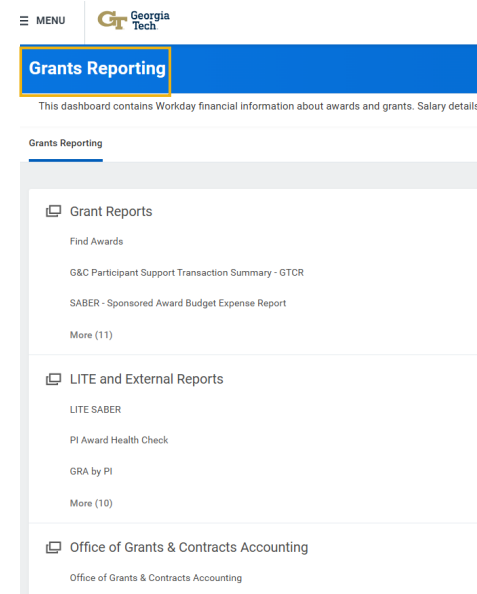 MENU
Georgia
Tech
Grants Reporting
This dashboard contains Workday financial information about awards and grants. Salary details
Grants Reporting
Grant Reports
Find Awards
G&C Participant Support Transaction Summary - GTCR
SABER - Sponsored Award Budget Expense Report
More (11)
LITE and External Reports
LITE SABER
PI Award Health Check
GRA by PI
More (10)
Office of Grants & Contracts Accounting
Office of Grants & Contracts Accounting